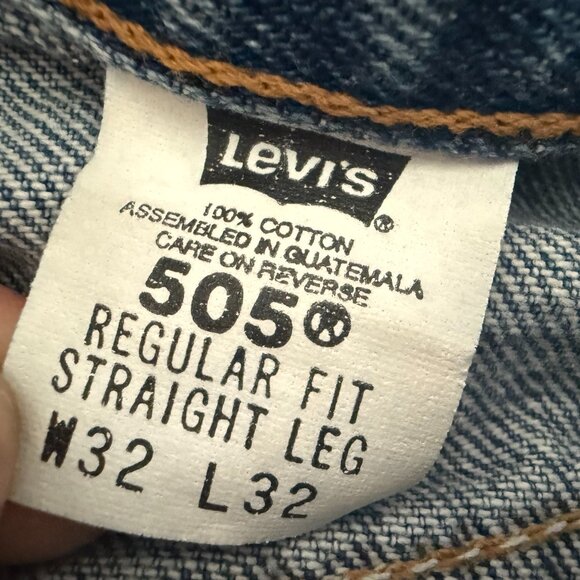 Levi's ®
100% COTTON
ASSEMBLED IN GUATEMALA
CARE ON REVERSE
505®
REGULAR FIT
STRAIGHT LEG
W32 L32